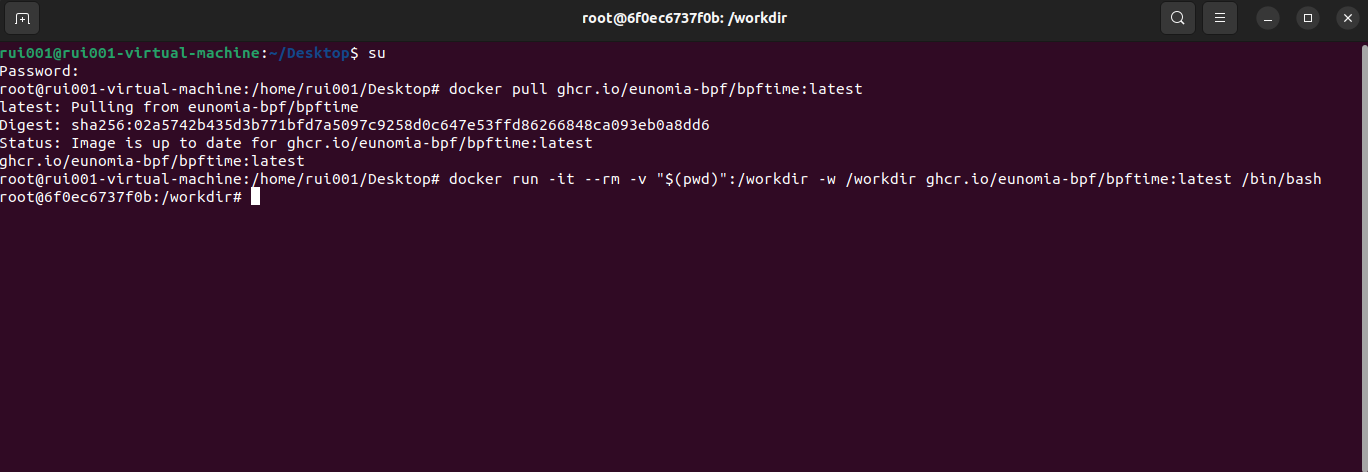 root@6f0ec6737f0b: /workdir
rui001@rui001-virtual-machine:~/Desktop$ su
Password:
root@rui001-virtual-machine:/home/rui001/Desktop# docker pull ghcr.io/eunomia-bpf/bpftime:latest
latest: Pulling from eunomia-bpf/bpftime
Digest: sha256:02a5742b435d3b771bfd7a5097c9258d0c647e53ffd86266848ca093eb0a8dd6
Status: Image is up to date for ghcr.io/eunomia-bpf/bpftime:latest
ghcr.io/eunomia-bpf/bpftime:latest
root@rui001-virtual-machine:/home/rui001/Desktop# docker run -it --rm -v "$(pwd)":/workdir -w /workdir ghcr.io/eunomia-bpf/bpftime:latest /bin/bash
root@6f0ec6737f0b:/workdir#